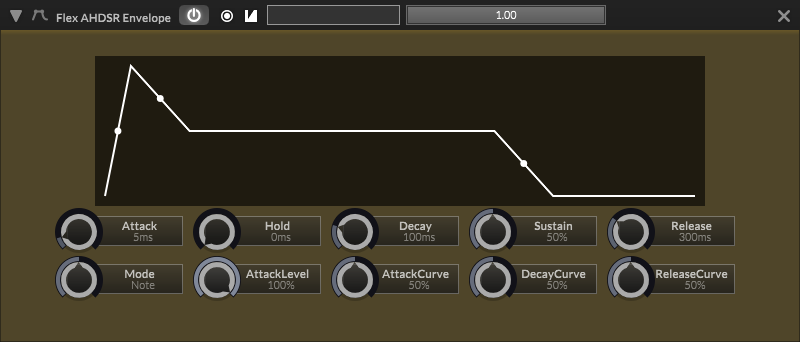 Flex AHDSR Envelope
1.00
Attack
5ms
Hold
0ms
Decay
100ms
Sustain
50%
Release
300ms
Mode
Note
AttackLevel
100%
AttackCurve
50%
DecayCurve
50%
ReleaseCurve
50%